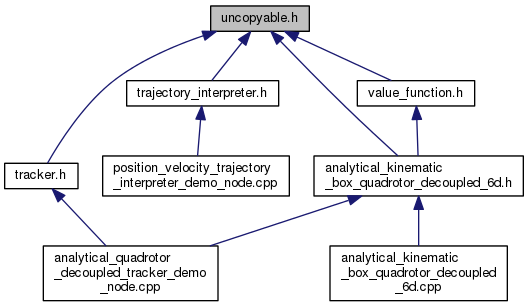 uncopyable.h
trajectory_interpreter.h
value_function.h
tracker.h
position_velocity_trajectory
_interpreter_demo_node.cpp
analytical_kinematic
_box_quadrotor_decoupled_6d.h
analytical_quadrotor
_decoupled_tracker_demo
_node.cpp
analytical_kinematic
_box_quadrotor_decoupled
_6d.cpp